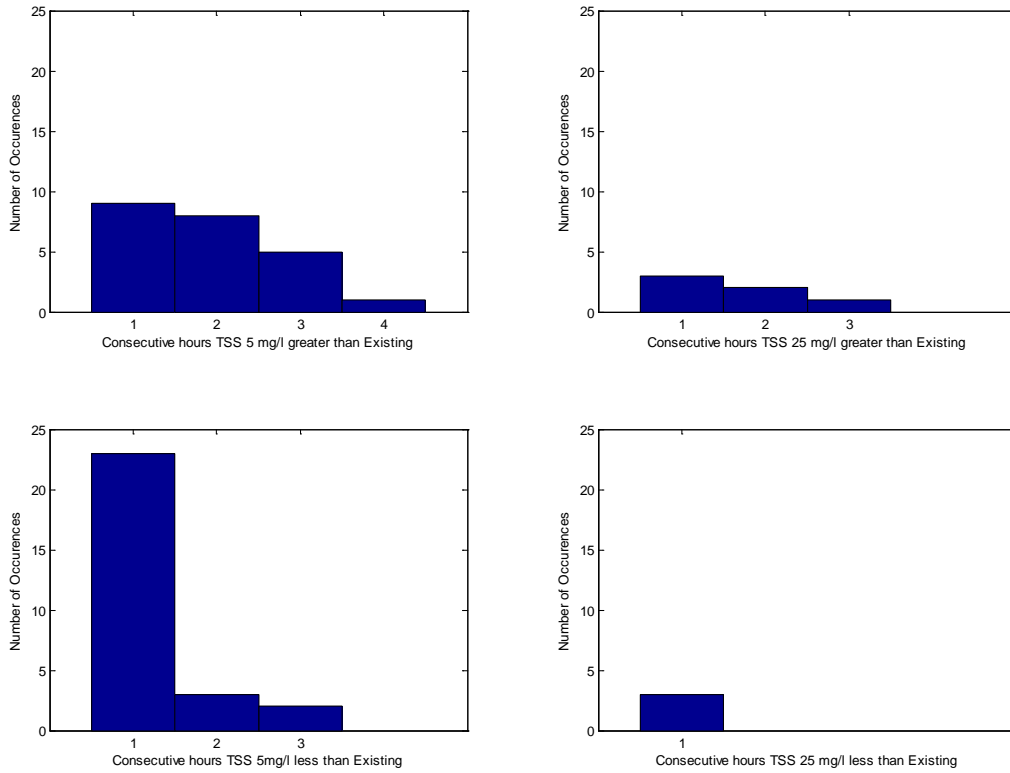 25
20
15
10
5
0
Number of Occurences
1 2 3 4
Consecutive hours TSS 5 mg/l greater than Existing
25
20
15
10
5
0
Number of Occurences
1 2 3
Consecutive hours TSS 25 mg/l greater than Existing
25
20
15
10
5
0
Number of Occurences
1 2 3
Consecutive hours TSS 5mg/l less than Existing
25
20
15
10
5
0
Number of Occurences
1
Consecutive hours TSS 25 mg/l less than Existing